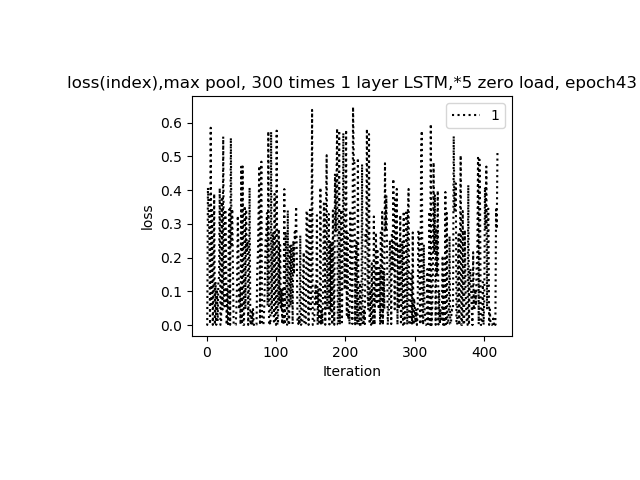 loss(index),max pool, 300 times 1 layer LSTM,*5 zero load, epoch43
1
0.6
0.5
0.4
0.3
0.2
0.1
0.0
loss
0 100 200 300 400
Iteration